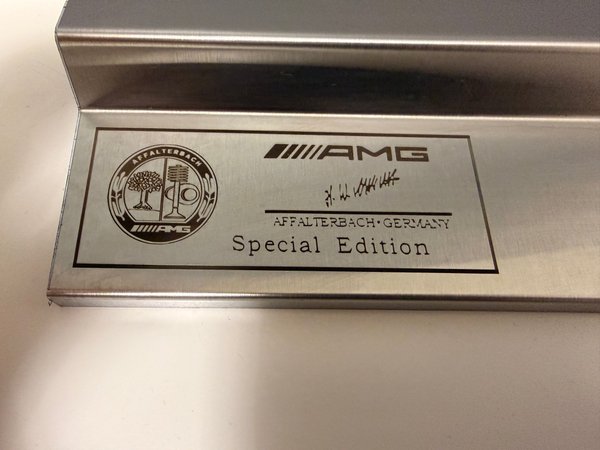 AFFALTERBACH
AMG
AMG
AFFALTERBACH·GERMANY
Special Edition